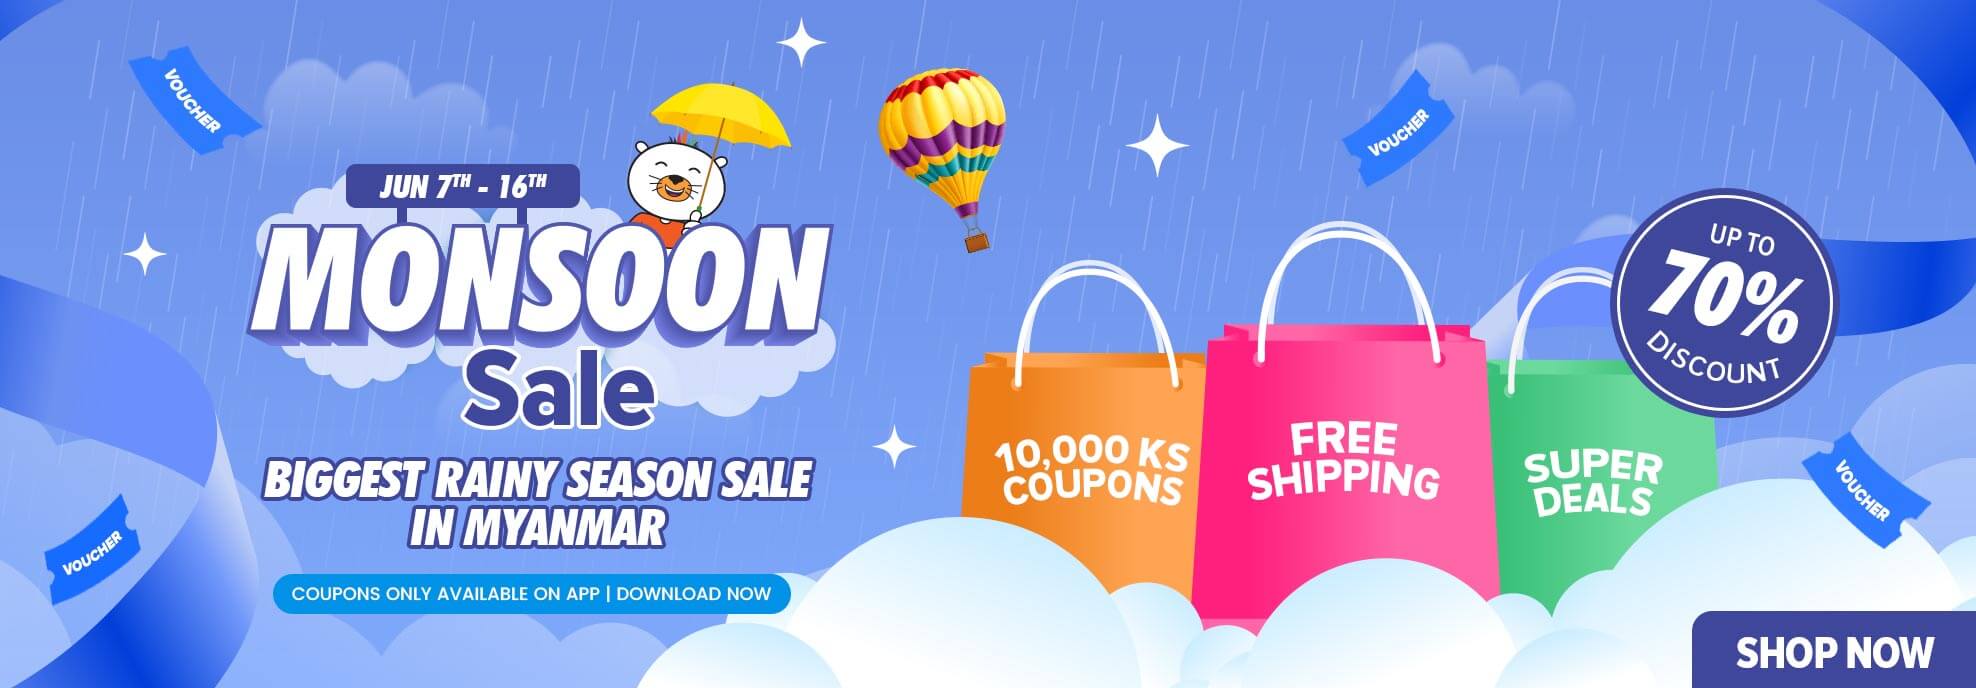 VOUCHER
JUN 7TH - 16TH
MONSOON
Sale
BIGGEST RAINY SEASON SALE
IN MYANMAR
VOUCHER
COUPONS ONLY AVAILABLE ON APP | DOWNLOAD NOW
VOUCHER
10,000 KS
COUPONS
FREE
SHIPPING
SUPER
DEALS
UP TO
70%
DISCOUNT
VOUCHER
SHOP NOW